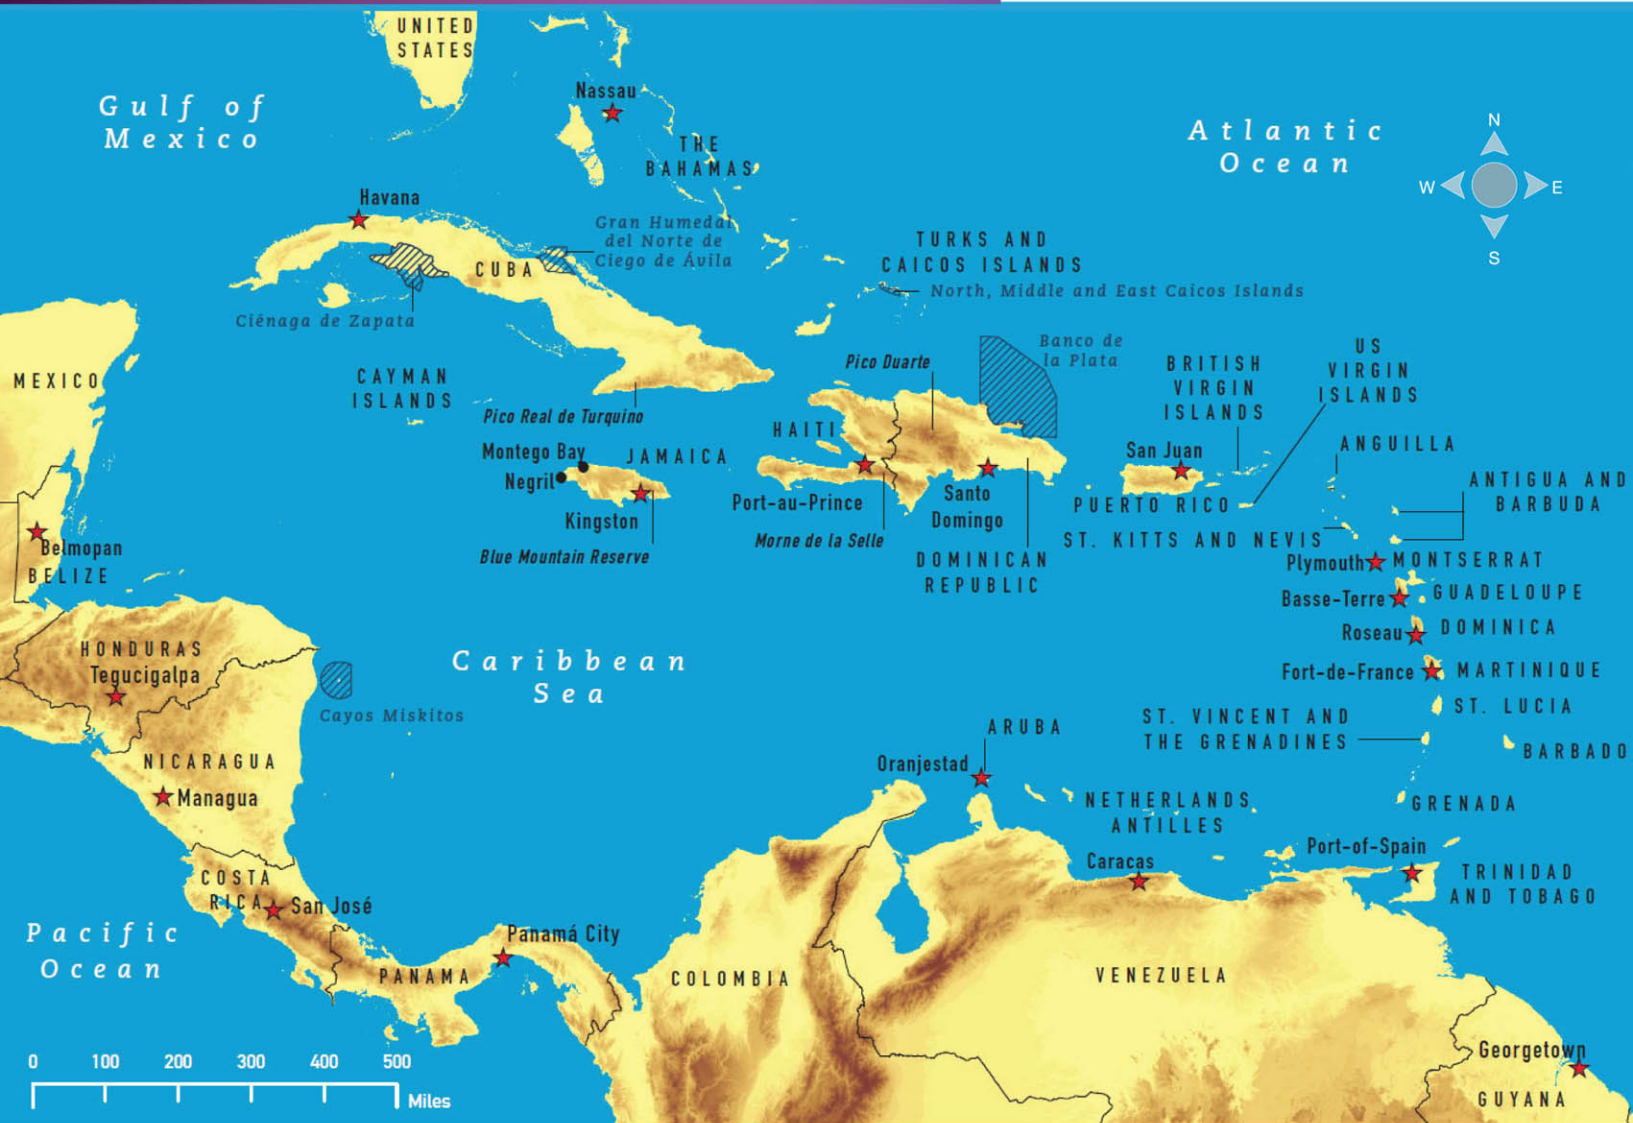 UNITED
STATES
Gulf of
Mexico
Nassau
THE
BAHAMAS
Atlantic
Ocean
N
W
E
S
Havana
Gran Humedal
del Norte de
Ciego de Ávila
CUBA
TURKS AND
CAICOS ISLANDS
North, Middle and East Caicos Islands
Ciénaga de Zapata
MEXICO
CAYMAN
ISLANDS
Pico Real de Turquino
Pico Duarte
Banco de
la Plata
BRITISH
VIRGIN
ISLANDS
US
VIRGIN
ISLANDS
HAITI
Montego Bay
JAMAICA
Negril
Kingston
Blue Mountain Reserve
Port-au-Prince
Morne de la Selle
Santo
Domingo
DOMINICAN
REPUBLIC
San Juan
PUERTO RICO
ANGUILLA
ANTIGUA AND
BARBUDA
ST. KITTS AND NEVIS
Plymouth
MONTSERRAT
Basse-Terre
GUADELOUPE
Roseau
DOMINICA
Fort-de-France
MARTINIQUE
ST. LUCIA
ST. VINCENT AND
THE GRENADINES
BARBADO
GRENADA
Belmopan
BELIZE
HONDURAS
Tegucigalpa
Cayos Miskitos
Caribbean
Sea
NICARAGUA
Managua
ARUBA
Oranjestad
NETHERLANDS
ANTILLES
Caracas
Port-of-Spain
TRINIDAD
AND TOBAGO
COSTA
RICA
San José
Panamá City
PANAMA
COLOMBIA
VENEZUELA
Pacific
Ocean
Georgetown
GUYANA
0 100 200 300 400 500
Miles